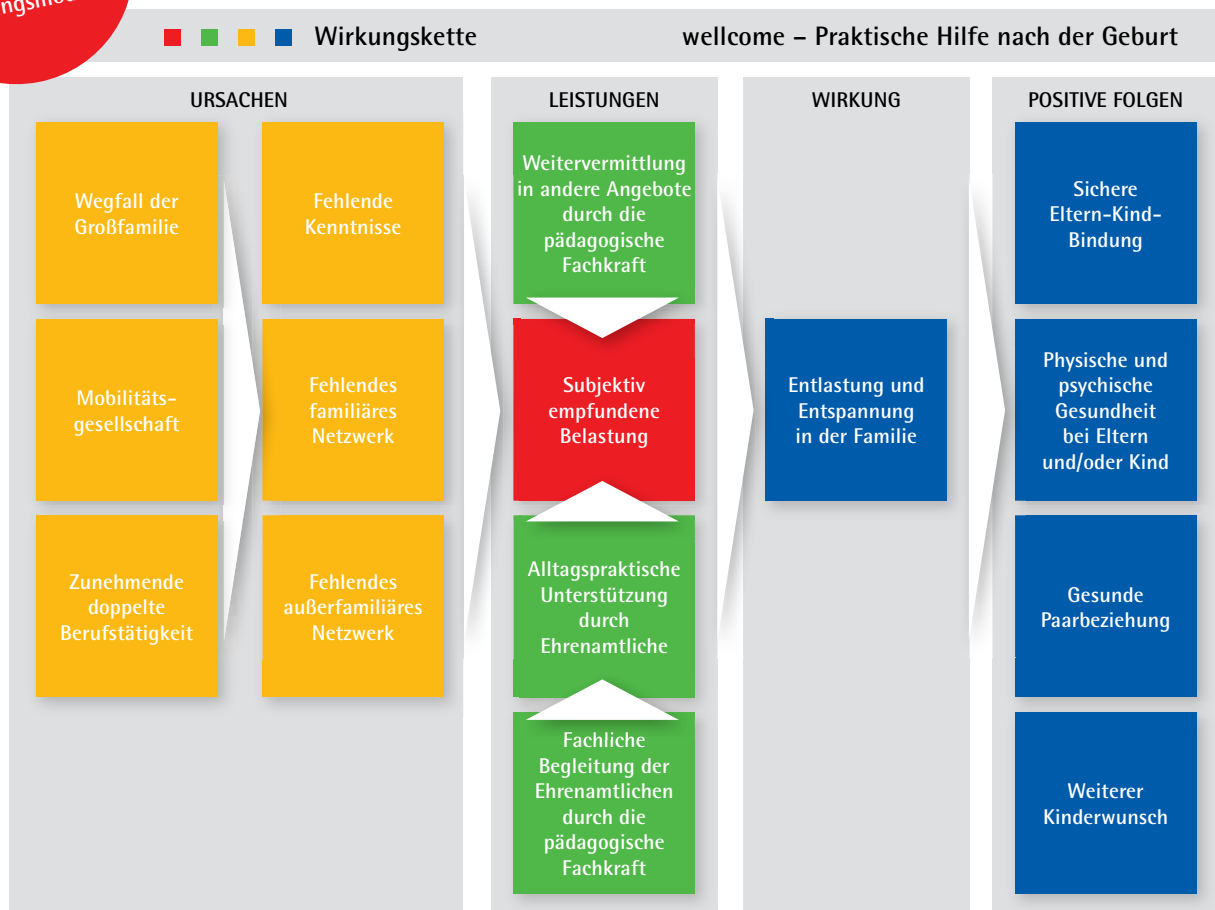 Wirkungskette
wellcome – Praktische Hilfe nach der Geburt
URSACHEN
Wegfall der
Großfamilie
Mobilitäts-
gesellschaft
Zunehmende
doppelte
Berufstätigkeit
Fehlende
Kenntnisse
Fehlendes
familiäres
Netzwerk
Fehlendes
außerfamiliäres
Netzwerk
LEISTUNGEN
Weitervermittlung
in andere Angebote
durch die
pädagogische
Fachkraft
Subjektiv
empfundene
Belastung
Alltagspraktische
Unterstützung
durch
Ehrenamtliche
Fachliche
Begleitung der
Ehrenamtlichen
durch die
pädagogische
Fachkraft
WIRKUNG
Entlastung und
Entspannung
in der Familie
POSITIVE FOLGEN
Sichere
Eltern-Kind-
Bindung
Physische und
psychische
Gesundheit
bei Eltern
und/oder Kind
Gesunde
Paarbeziehung
Weiterer
Kinderwunsch